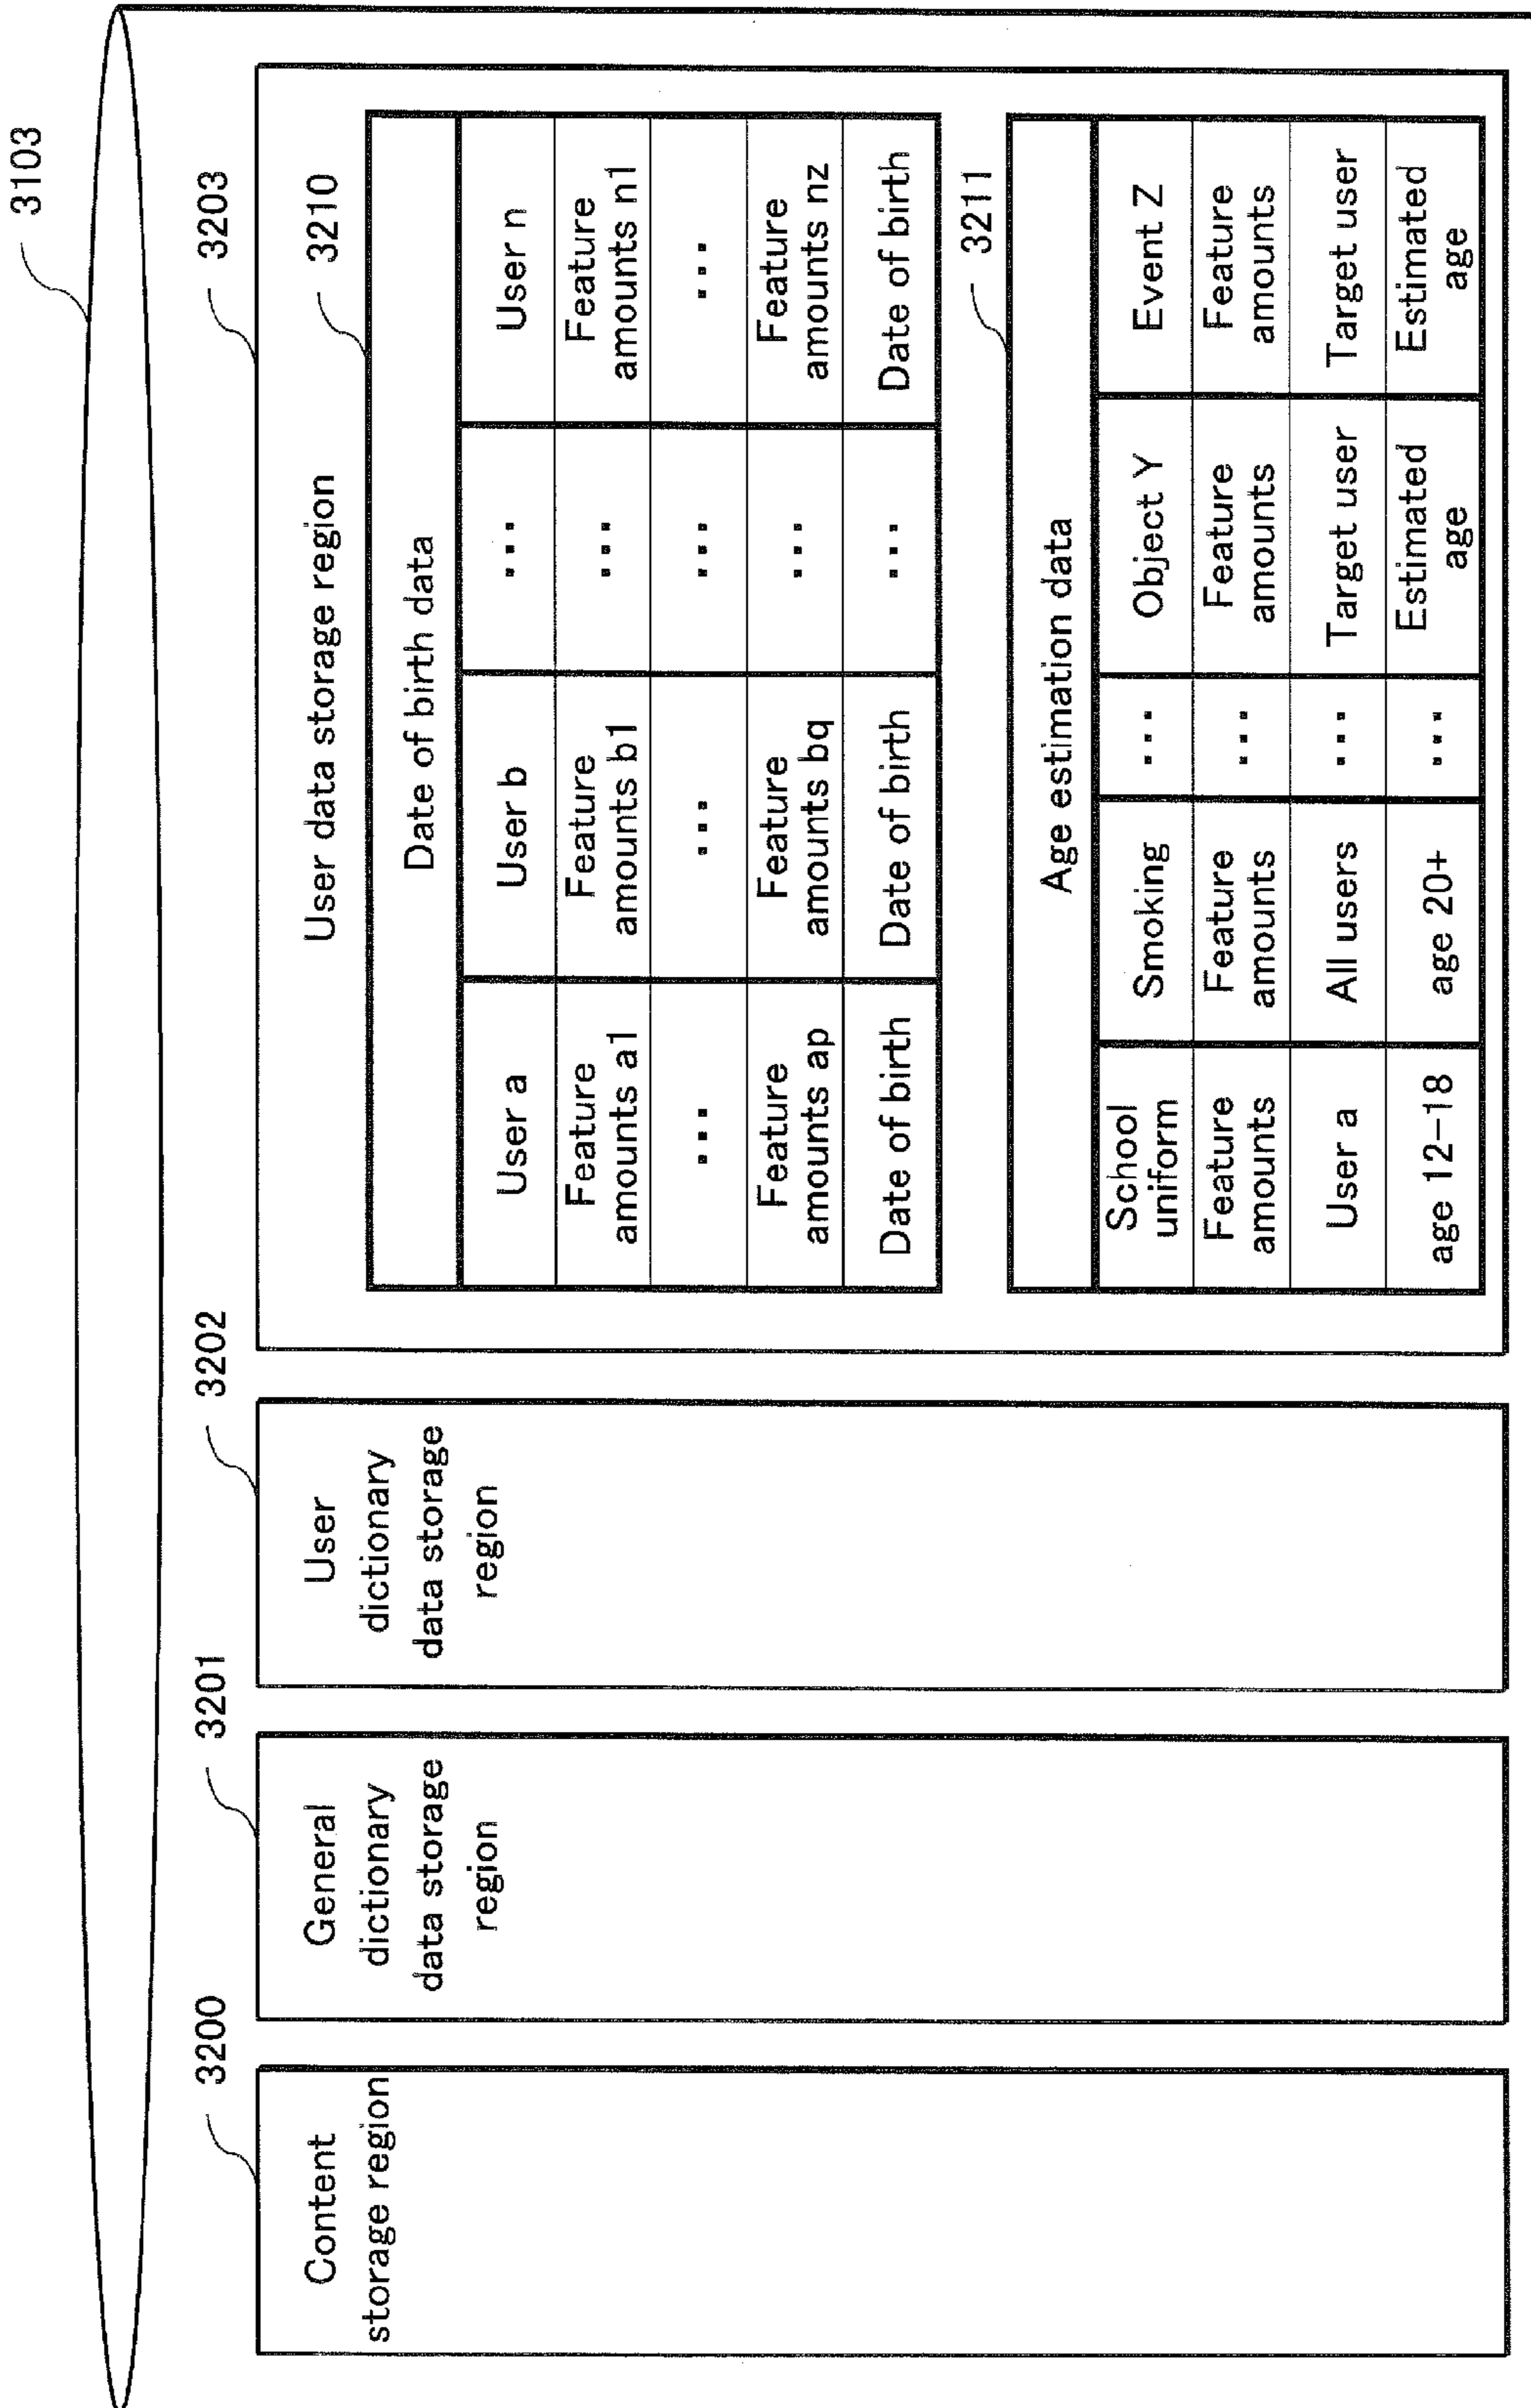 3103
3200
Content
storage region
3201
General
dictionary
data storage
region
3202
User
dictionary
data storage
region
3203
User data storage region
3210
Date of birth data
User a
User b
...
User n
Feature
amounts a1
Feature
amounts b1
...
Feature
amounts n1
...
...
...
...
Feature
amounts ap
Feature
amounts bq
...
Feature
amounts nz
Date of birth
Date of birth
...
Date of birth
3211
Age estimation data
School
uniform
Smoking
...
Object Y
Event Z
Feature
amounts
Feature
amounts
...
Feature
amounts
Feature
amounts
User a
All users
...
Target user
Target user
age 12–18
age 20+
...
Estimated
age
Estimated
age